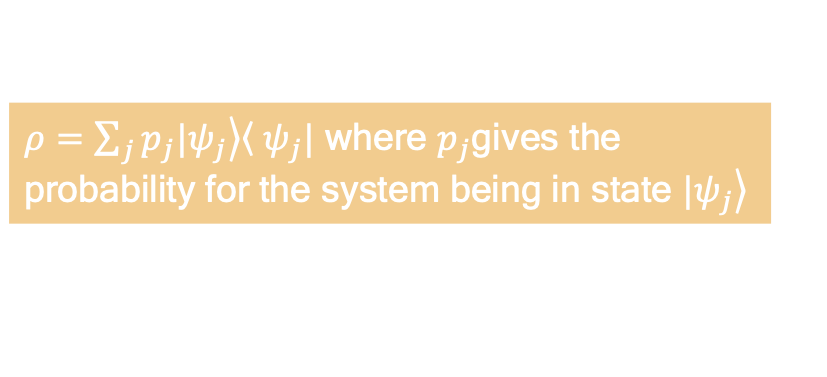 ρ = ∑ⱼ pⱼ|ψⱼ⟩⟨ ψⱼ| where pⱼgives the
probability for the system being in state |ψⱼ⟩